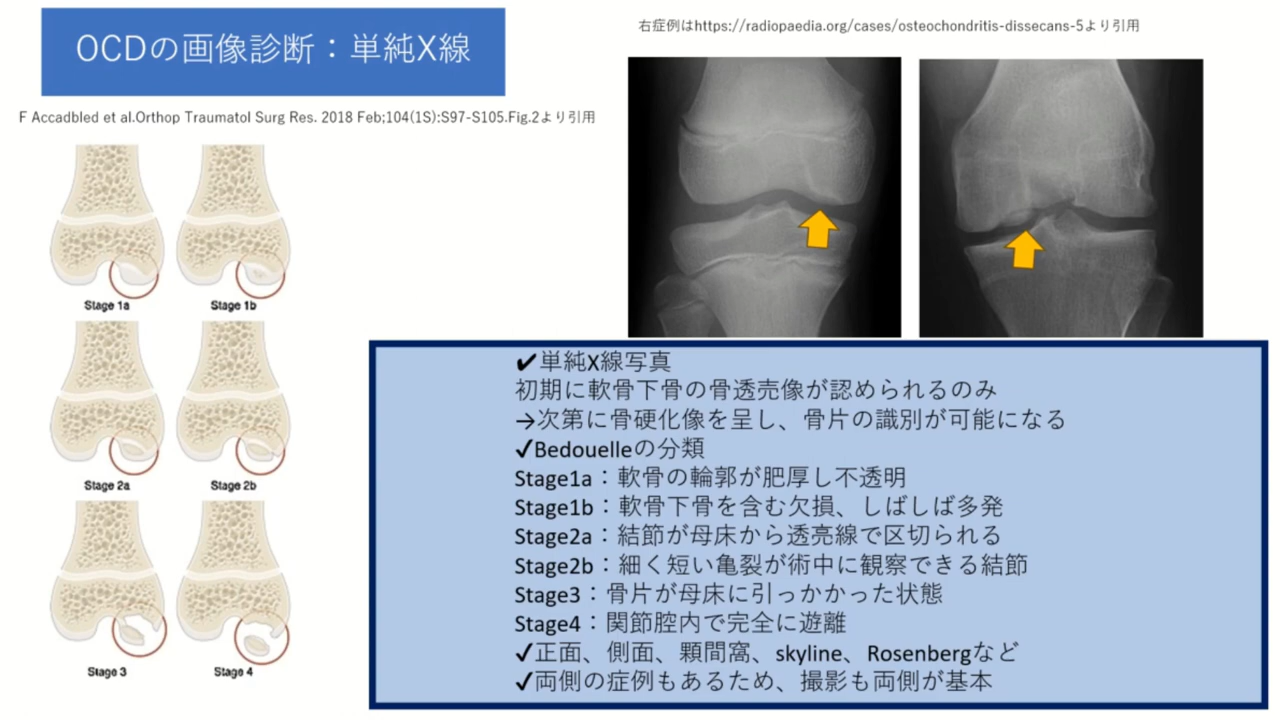 OCDの画像診断：単純X線
右症例はhttps://radiopaedia.org/cases/osteochondritis-dissecans-5より引用
F Accadbled et al.Orthop Traumatol Surg Res. 2018 Feb;104(1S):S97-S105.Fig.2より引用
Stage 1a
Stage 1b
Stage 2a
Stage 2b
Stage 3
Stage 4
✔単純X線写真
初期に軟骨下骨の骨透売像が認められるのみ
→次第に骨硬化像を呈し、骨片の識別が可能になる
✓Bedouelleの分類
Stage1a：軟骨の輪郭が肥厚し不透明
Stage1b：軟骨下骨を含む欠損、しばしば多発
Stage2a：結節が母床から透亮線で区切られる
Stage2b：細く短い亀裂が術中に観察できる結節
Stage3：骨片が母床に引っかかった状態
Stage4：関節腔内で完全に遊離
✓正面、側面、顆間窩、skyline、Rosenbergなど
✓両側の症例もあるため、撮影も両側が基本